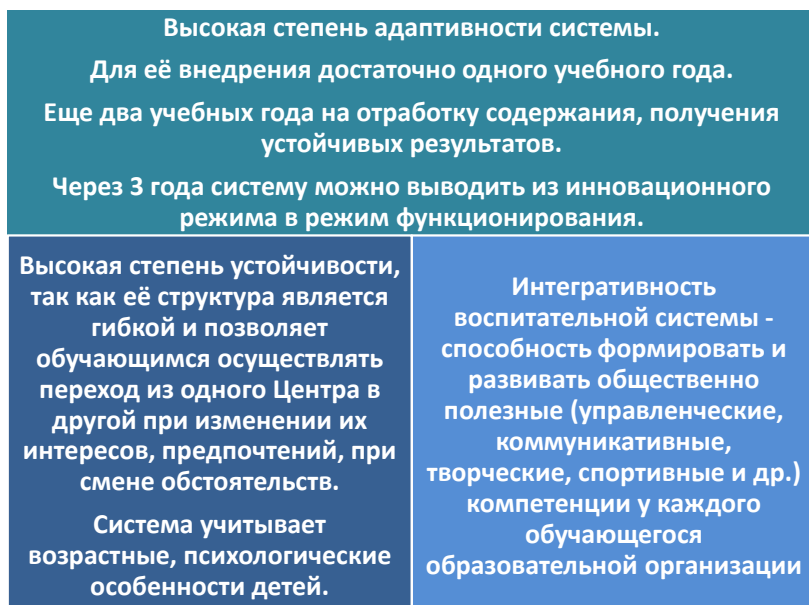 Высокая степень адаптивности системы.
Для её внедрения достаточно одного учебного года.
Еще два учебных года на отработку содержания, получения
устойчивых результатов.
Через 3 года систему можно выводить из инновационного
режима в режим функционирования.
Высокая степень устойчивости,
так как её структура является
гибкой и позволяет
обучающимся осуществлять
переход из одного Центра в
другой при изменении их
интересов, предпочтений, при
смене обстоятельств.
Система учитывает
возрастные, психологические
особенности детей.
Интегративность
воспитательной системы -
способность формировать и
развивать общественно
полезные (управленческие,
коммуникативные,
творческие, спортивные и др.)
компетенции у каждого
обучающегося
образовательной организации